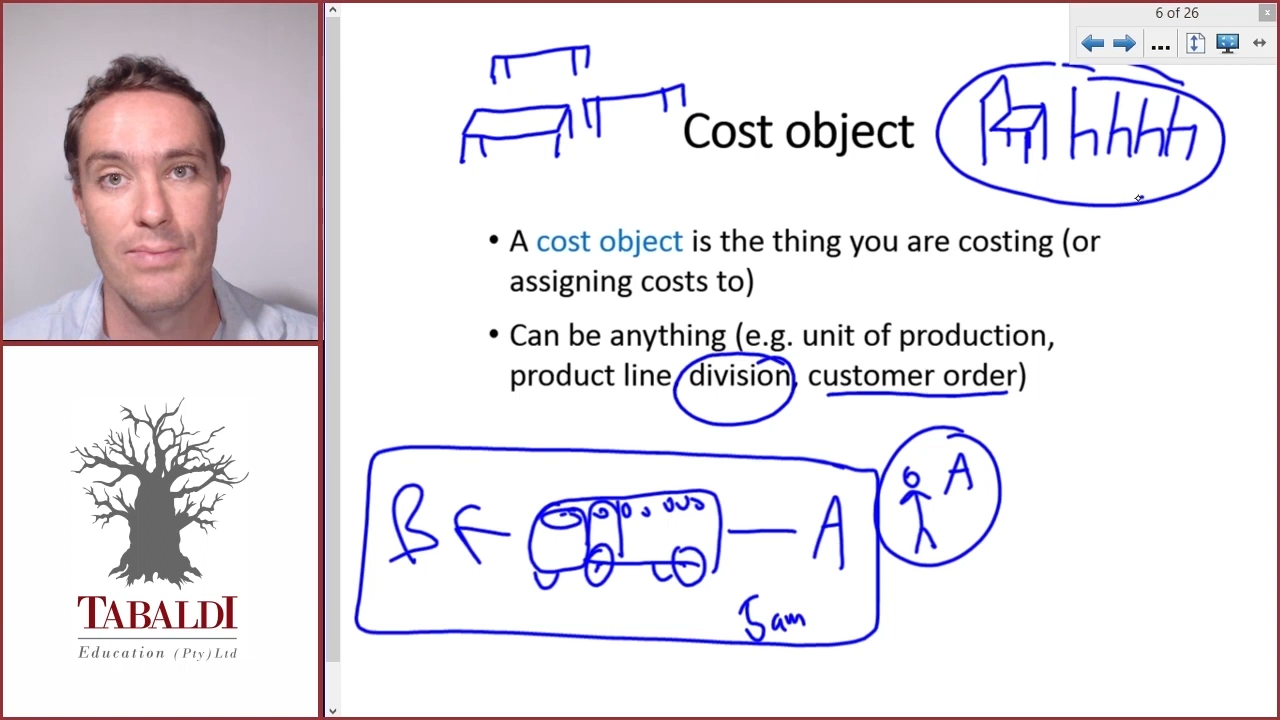 6 of 26
Cost object
• A cost object is the thing you are costing (or
assigning costs to)
• Can be anything (e.g. unit of production,
product line, division, customer order)
B
A
A
5am
TABALDI
Education (Pty) Ltd